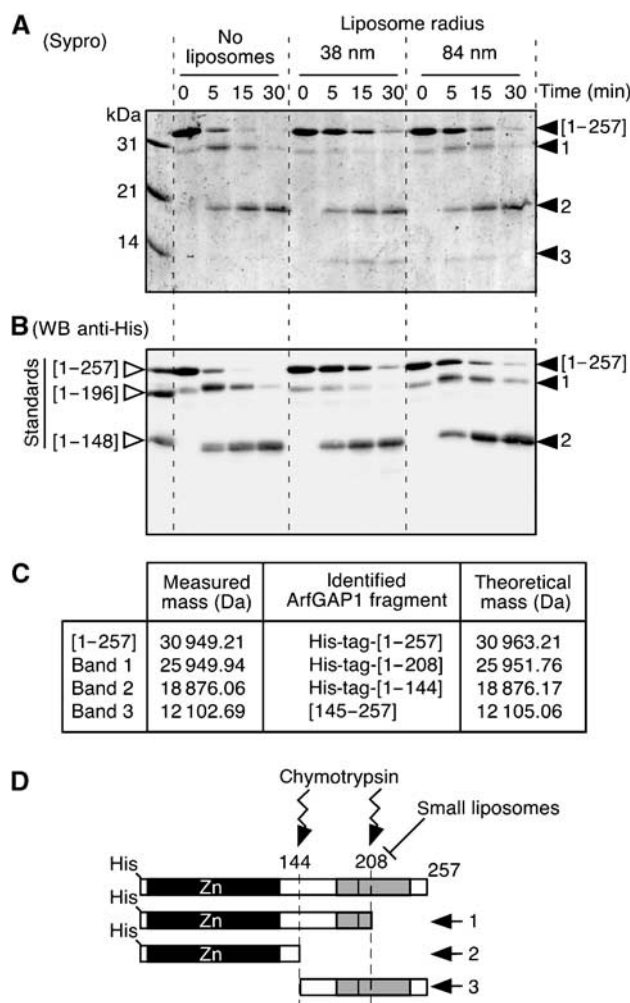 A
(Sypro)
No liposomes
Liposome radius
38 nm
84 nm
0 5 15 30 0 5 15 30 0 5 15 30 Time (min)
kDa
31
21
14
[1–257]
1
2
3
B (WB anti-His)
Standards
[1–257]
[1–196]
[1–148]
[1–257]
1
2
C
Measured mass (Da) Identified ArfGAP1 fragment Theoretical mass (Da)
[1–257] 30 949.21 His-tag-[1–257] 30 963.21
Band 1 25 949.94 His-tag-[1–208] 25 951.76
Band 2 18 876.06 His-tag-[1–144] 18 876.17
Band 3 12 102.69 [145–257] 12 105.06
D
Chymotrypsin
Small liposomes
144 208 257
His
Zn
His
Zn 1
His
Zn 2
3